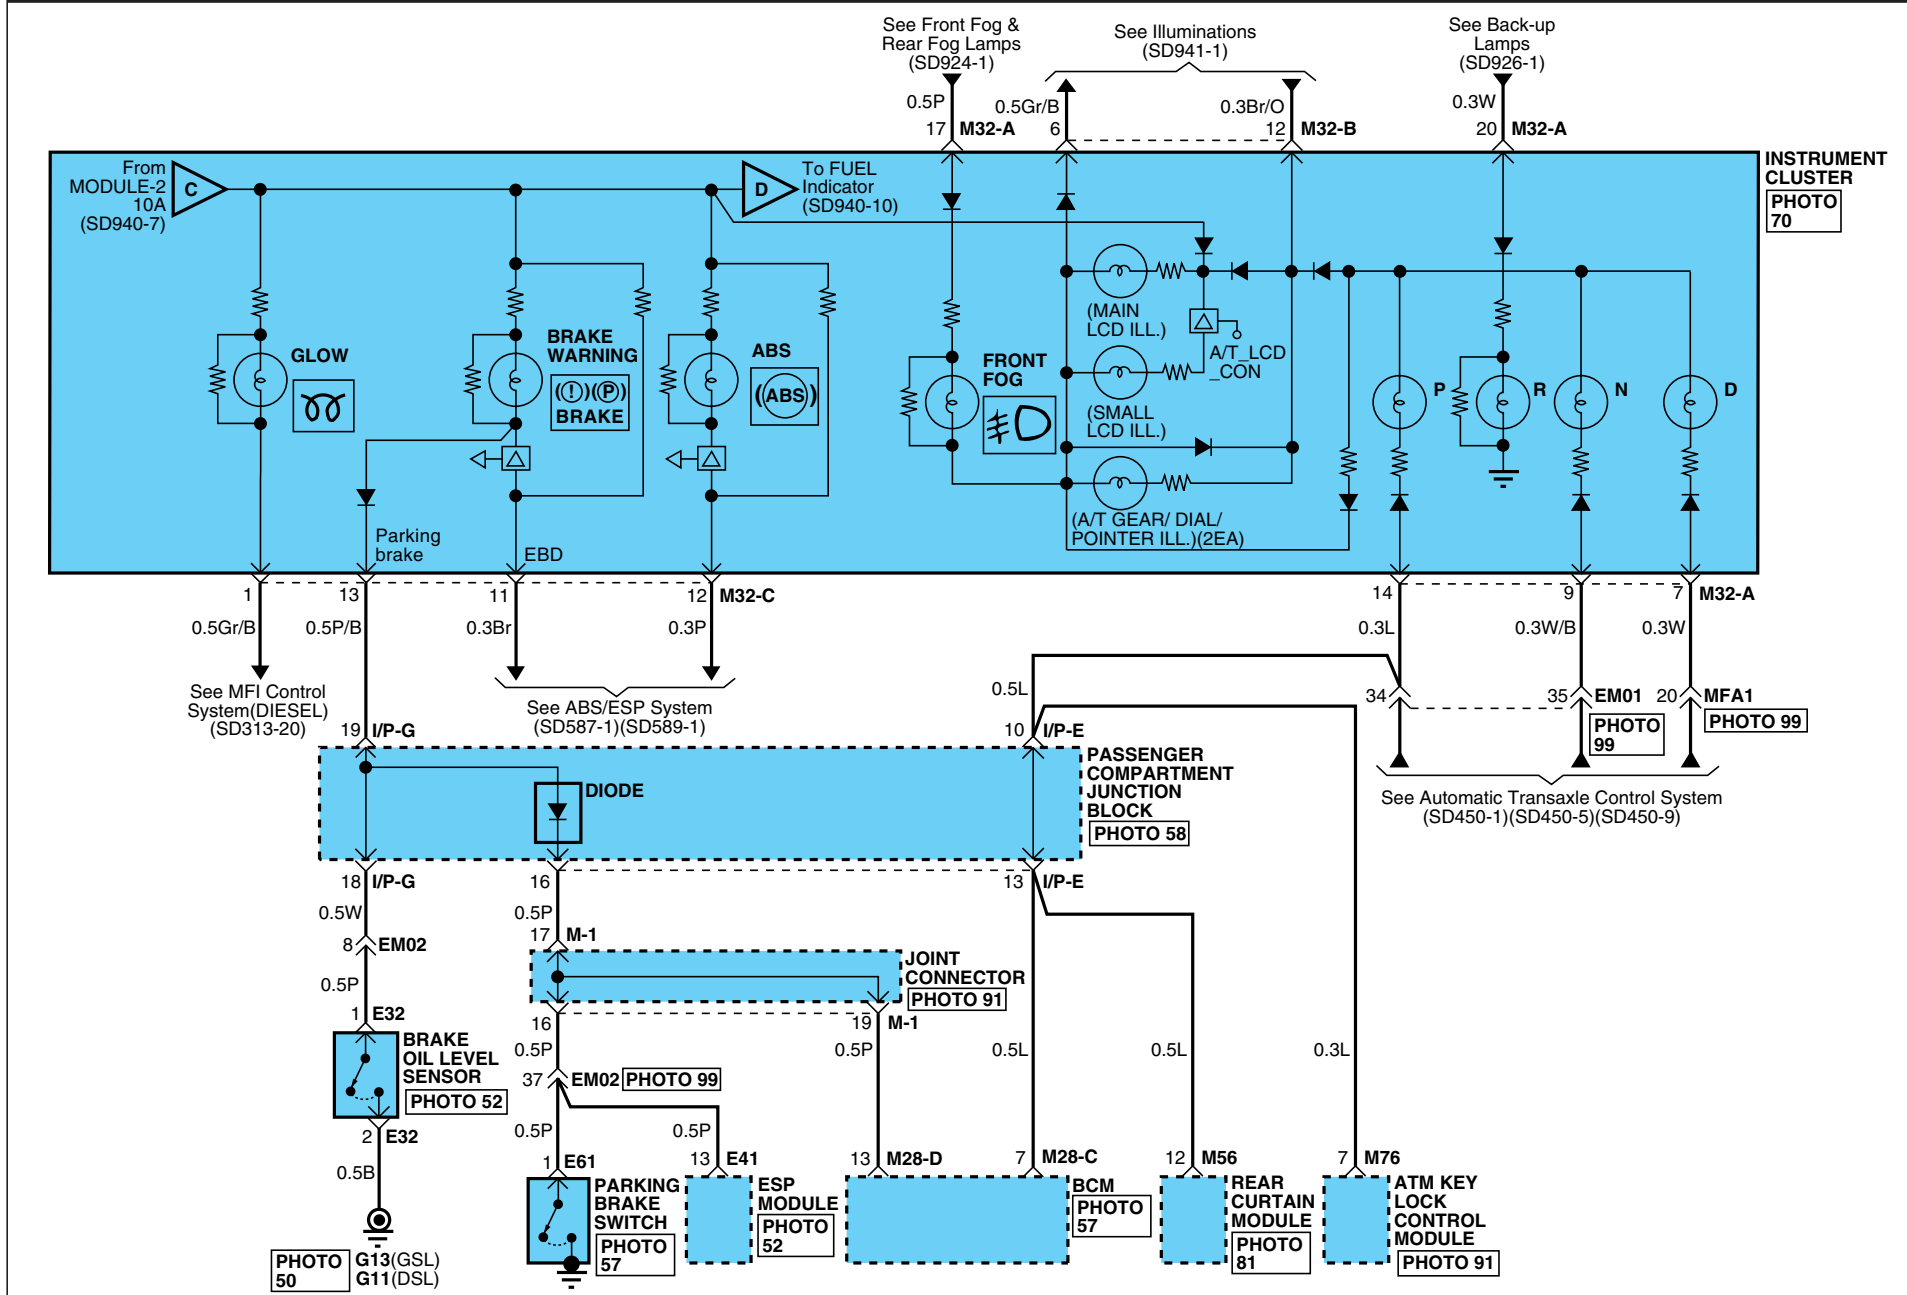 See Front Fog &
Rear Fog Lamps
(SD924-1)
See Illuminations
(SD941-1)
See Back-up
Lamps
(SD926-1)
0.5P
0.5Gr/B
0.3Br/O
0.3W
17 M32-A
6
12 M32-B
20 M32-A
INSTRUMENT
CLUSTER
PHOTO
70
From
MODULE-2
10A
(SD940-7)
C
D
To FUEL
Indicator
(SD940-10)
GLOW
BRAKE
WARNING
(!)(P)
BRAKE
ABS
(ABS)
FRONT
FOG
(MAIN
LCD ILL.)
A/T_LCD
_CON
(SMALL
LCD ILL.)
(A/T GEAR/ DIAL/
POINTER ILL.)(2EA)
P
R
N
D
Parking
brake
EBD
1
13
11
12 M32-C
14
9
7 M32-A
0.5Gr/B
0.5P/B
0.3Br
0.3P
0.3L
0.3W/B
0.3W
See MFI Control
System(DIESEL)
(SD313-20)
See ABS/ESP System
(SD587-1)(SD589-1)
0.5L
34
35 EM01
PHOTO
99
20 MFA1
PHOTO 99
See Automatic Transaxle Control System
(SD450-1)(SD450-5)(SD450-9)
19 I/P-G
10 I/P-E
DIODE
PASSENGER
COMPARTMENT
JUNCTION
BLOCK
PHOTO 58
18 I/P-G
16
13 I/P-E
0.5W
0.5P
8 EM02
17 M-1
JOINT
CONNECTOR
PHOTO 91
0.5P
16
19 M-1
1 E32
BRAKE
OIL LEVEL
SENSOR
PHOTO 52
0.5P
0.5P
0.5L
0.5L
0.3L
37 EM02 PHOTO 99
2 E32
0.5P
0.5P
0.5B
1 E61
13 E41
13 M28-D
7 M28-C
12 M56
7 M76
PARKING
BRAKE
SWITCH
PHOTO
57
ESP
MODULE
PHOTO
52
BCM
PHOTO
57
REAR
CURTAIN
MODULE
PHOTO
81
ATM KEY
LOCK
CONTROL
MODULE
PHOTO 91
PHOTO
50
G13(GSL)
G11(DSL)